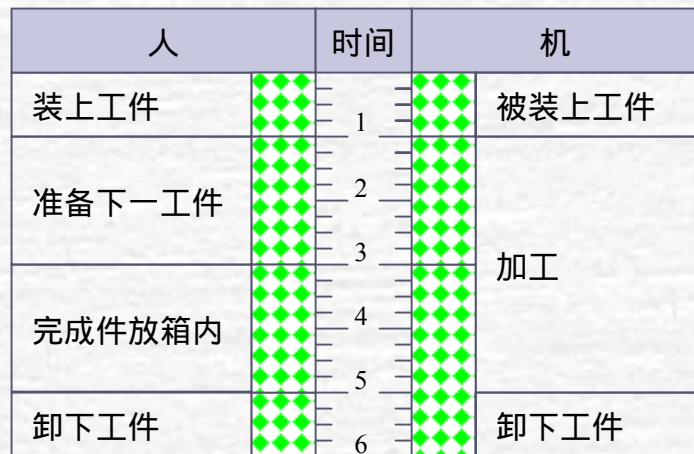 人 时间 机
装上工件 1 被装上工件
准备下一工件 2
3 加工
完成件放箱内 4
5
卸下工件 6 卸下工件